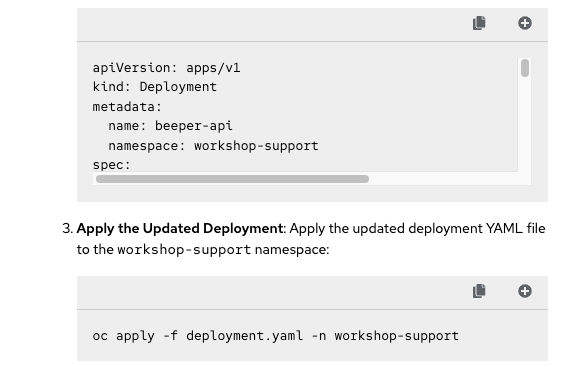 apiVersion: apps/v1
kind: Deployment
metadata:
  name: beeper-api
  namespace: workshop-support
spec:
3. Apply the Updated Deployment: Apply the updated deployment YAML file
to the workshop-support namespace:
oc apply -f deployment.yaml -n workshop-support